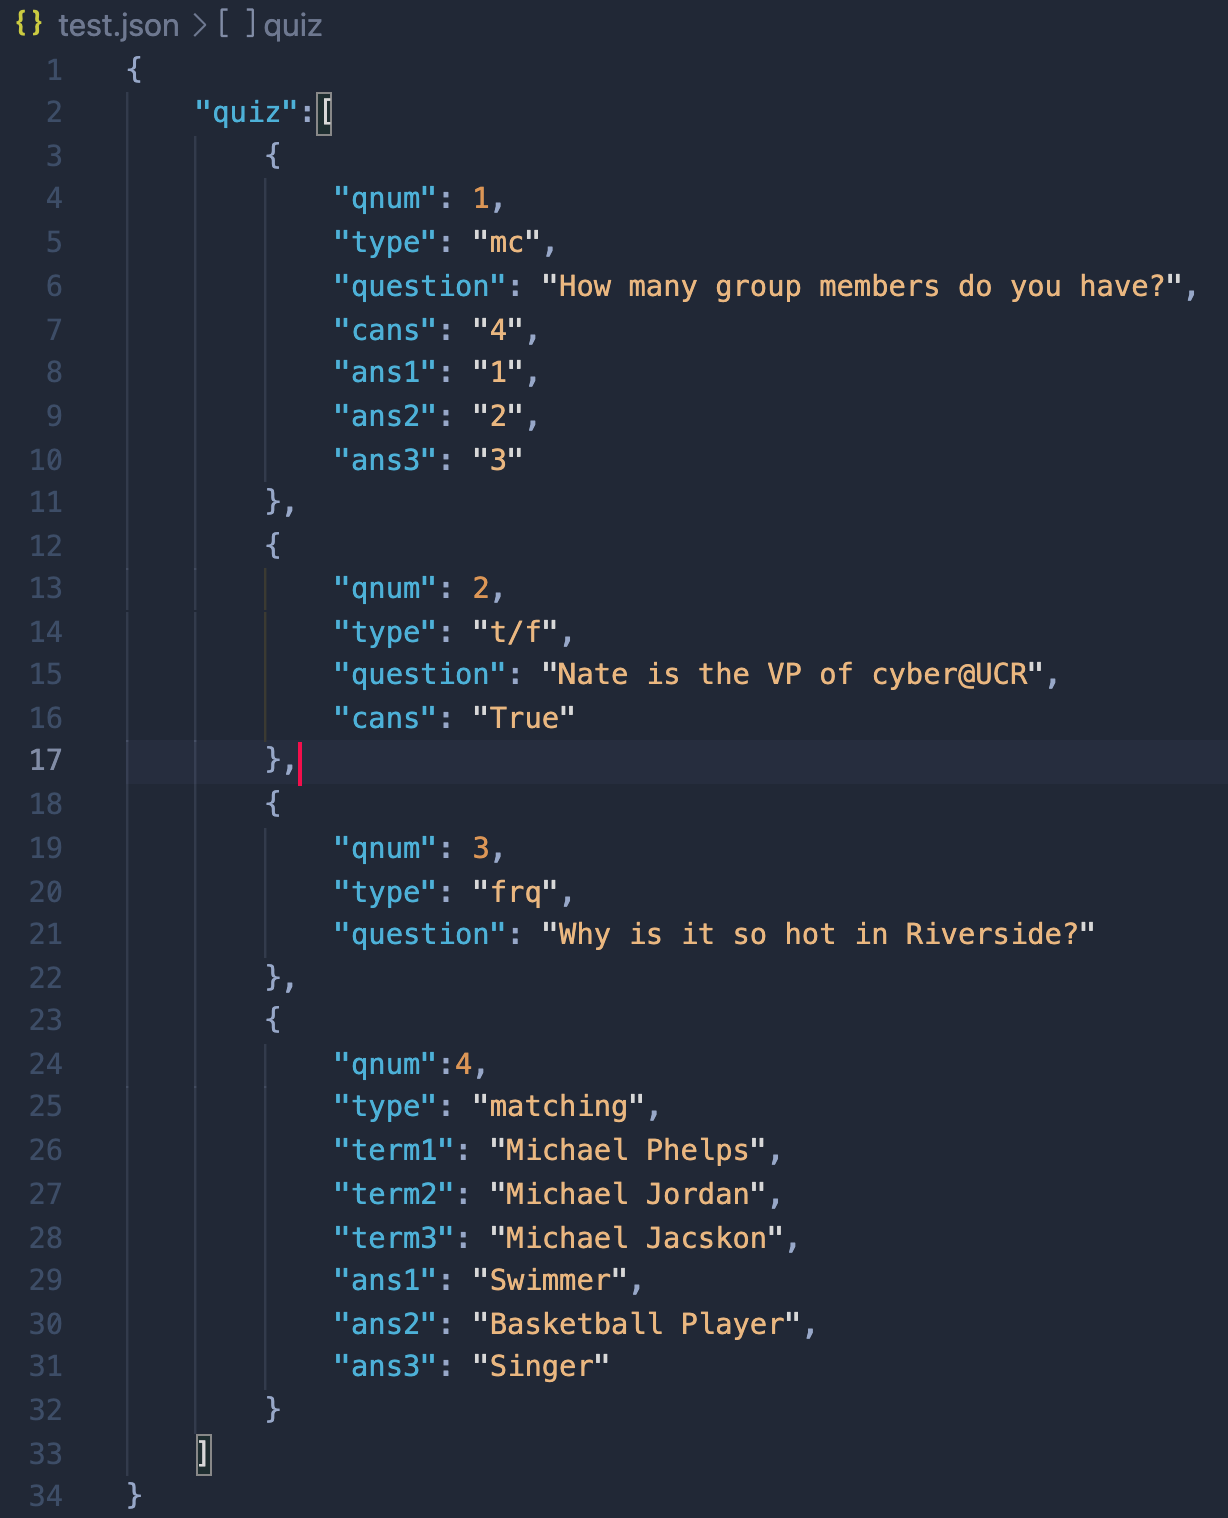 {} test.json > [ ] quiz
1 {
2 "quiz":[
3 {
4 "qnum": 1,
5 "type": "mc",
6 "question": "How many group members do you have?",
7 "cans": "4",
8 "ans1": "1",
9 "ans2": "2",
10 "ans3": "3"
11 },
12 {
13 "qnum": 2,
14 "type": "t/f",
15 "question": "Nate is the VP of cyber@UCR",
16 "cans": "True"
17 },
18 {
19 "qnum": 3,
20 "type": "frq",
21 "question": "Why is it so hot in Riverside?"
22 },
23 {
24 "qnum":4,
25 "type": "matching",
26 "term1": "Michael Phelps",
27 "term2": "Michael Jordan",
28 "term3": "Michael Jacskon",
29 "ans1": "Swimmer",
30 "ans2": "Basketball Player",
31 "ans3": "Singer"
32 }
33 ]
34 }